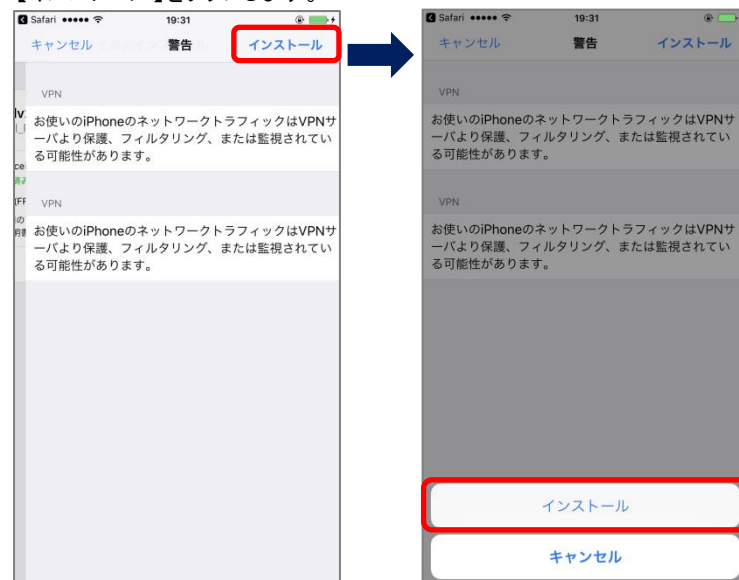 Safari 19:31
キャンセル 警告 インストール
VPN
お使いのiPhoneのネットワークトラフィックはVPNサ
ーバより保護、フィルタリング、または監視されてい
る可能性があります。
VPN
お使いのiPhoneのネットワークトラフィックはVPNサ
ーバより保護、フィルタリング、または監視されてい
る可能性があります。
Safari 19:31
キャンセル 警告 インストール
VPN
お使いのiPhoneのネットワークトラフィックはVPNサ
ーバより保護、フィルタリング、または監視されてい
る可能性があります。
VPN
お使いのiPhoneのネットワークトラフィックはVPNサ
ーバより保護、フィルタリング、または監視されてい
る可能性があります。
インストール
キャンセル